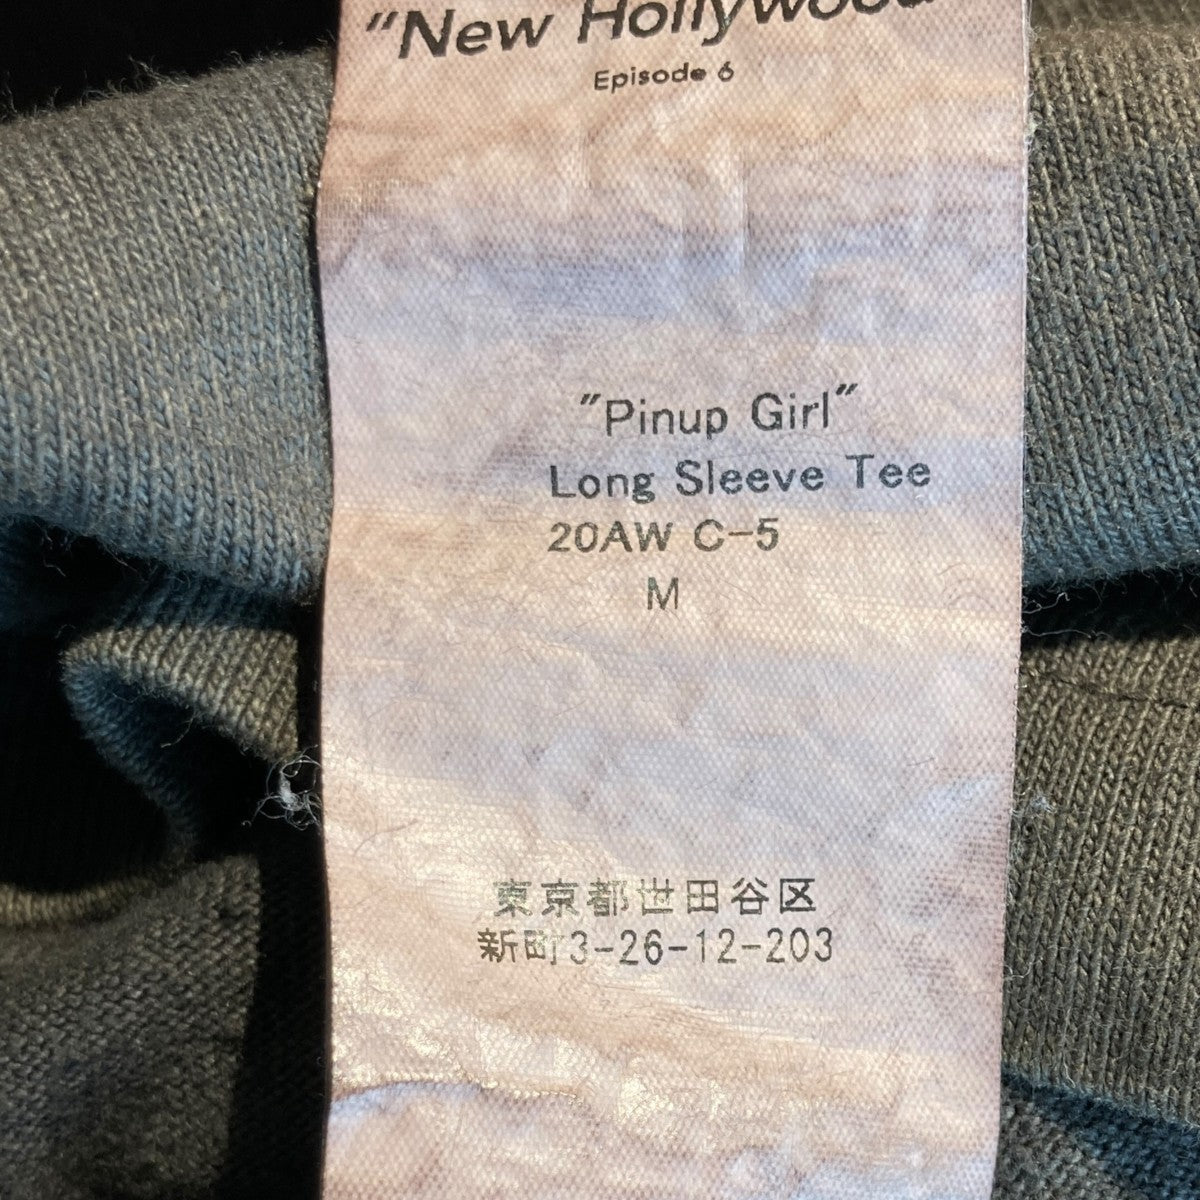 "New Hollywood
Episode 6
"Pinup Girl"
Long Sleeve Tee
20AW C-5
M
東京都世田谷区
新町3-26-12-203